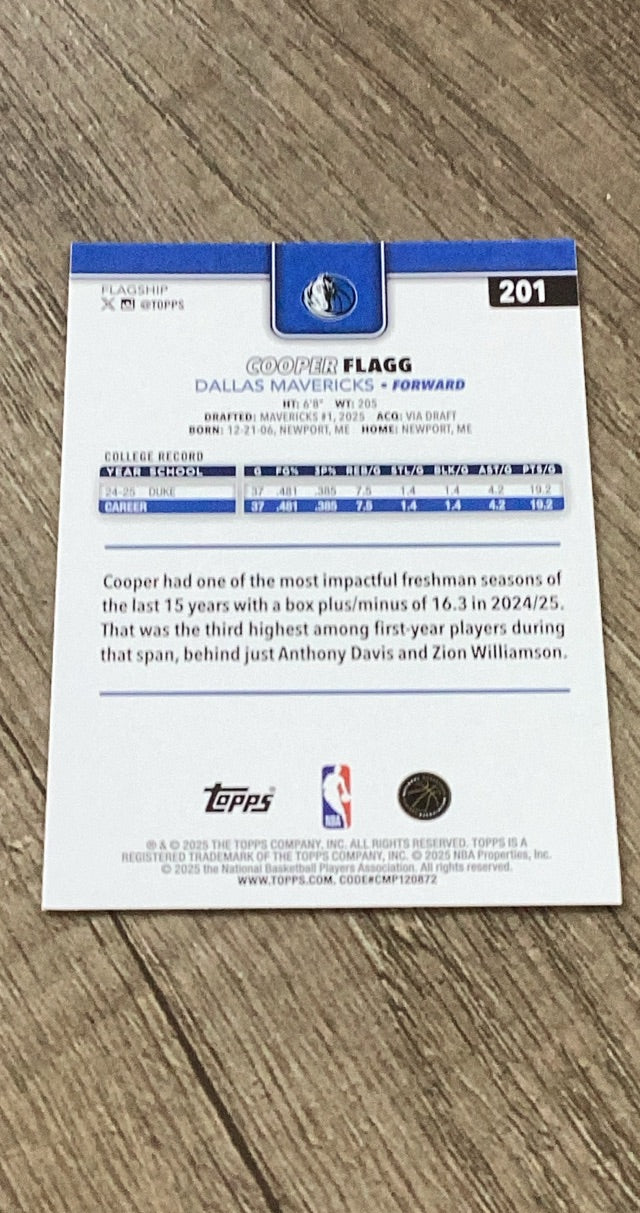 FLAGSHIP
X @TOPPS
201
COOPER FLAGG
DALLAS MAVERICKS • FORWARD
HT: 6'8" WT: 205
DRAFTED: MAVERICKS #1, 2025 ACQ: VIA DRAFT
BORN: 12-21-06, NEWPORT, ME HOME: NEWPORT, ME
COLLEGE RECORD
YEAR SCHOOL G FG% 3P% REB/G STL/G BLK/G AST/G PTS/G
24-25 DUKE 37 .481 .385 7.5 1.4 1.4 4.2 19.2
CAREER 37 .481 .385 7.5 1.4 1.4 4.2 19.2
Cooper had one of the most impactful freshman seasons of
the last 15 years with a box plus/minus of 16.3 in 2024/25.
That was the third highest among first-year players during
that span, behind just Anthony Davis and Zion Williamson.
Topps
NBA
® & © 2025 THE TOPPS COMPANY, INC. ALL RIGHTS RESERVED. TOPPS IS A
REGISTERED TRADEMARK OF THE TOPPS COMPANY, INC. © 2025 NBA Properties, Inc.
© 2025 the National Basketball Players Association. All rights reserved.
WWW.TOPPS.COM. CODE#CMP120872